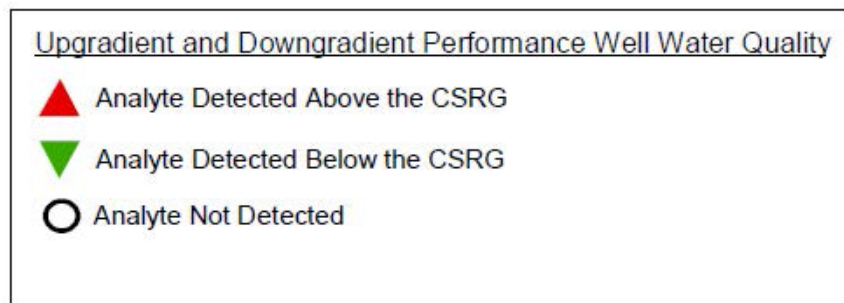 Upgradient and Downgradient Performance Well Water Quality
Analyte Detected Above the CSRG
Analyte Detected Below the CSRG
Analyte Not Detected